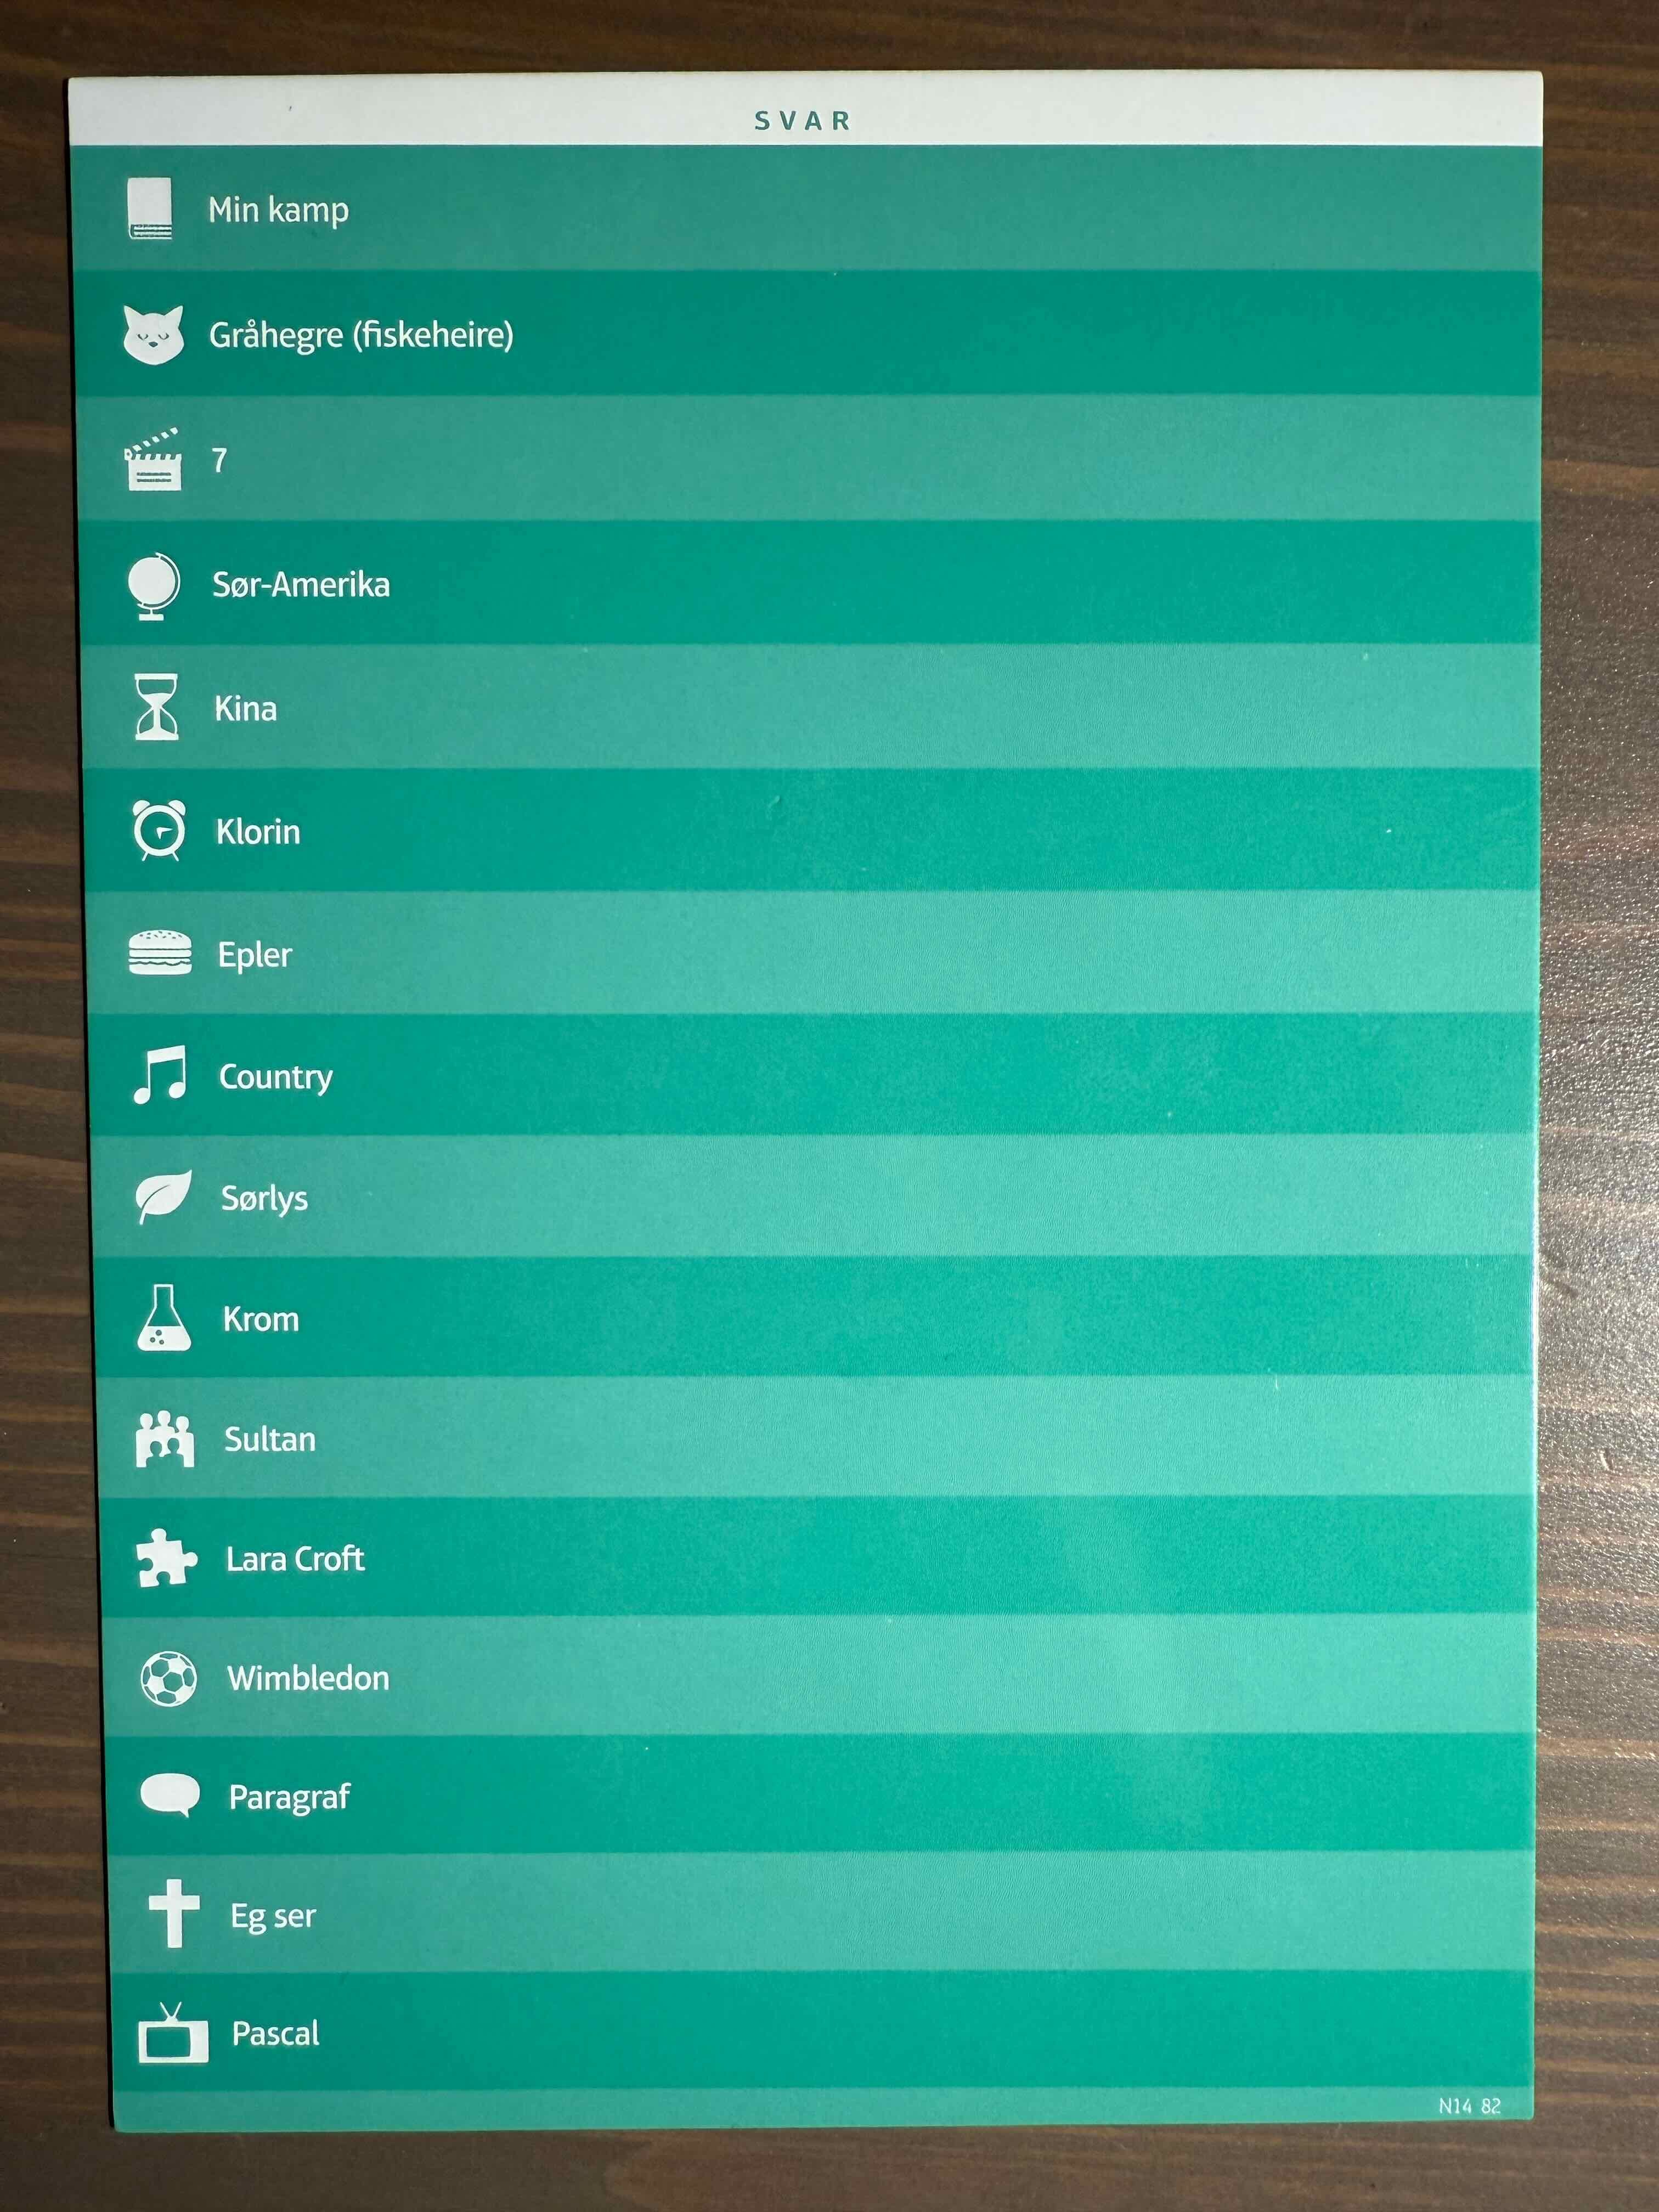 SVAR
Min kamp
Gråhegre (fiskeheire)
7
Sør-Amerika
Kina
Klorin
Epler
Country
Sørlys
Krom
Sultan
Lara Croft
Wimbledon
Paragraf
Eg ser
Pascal
N14 82